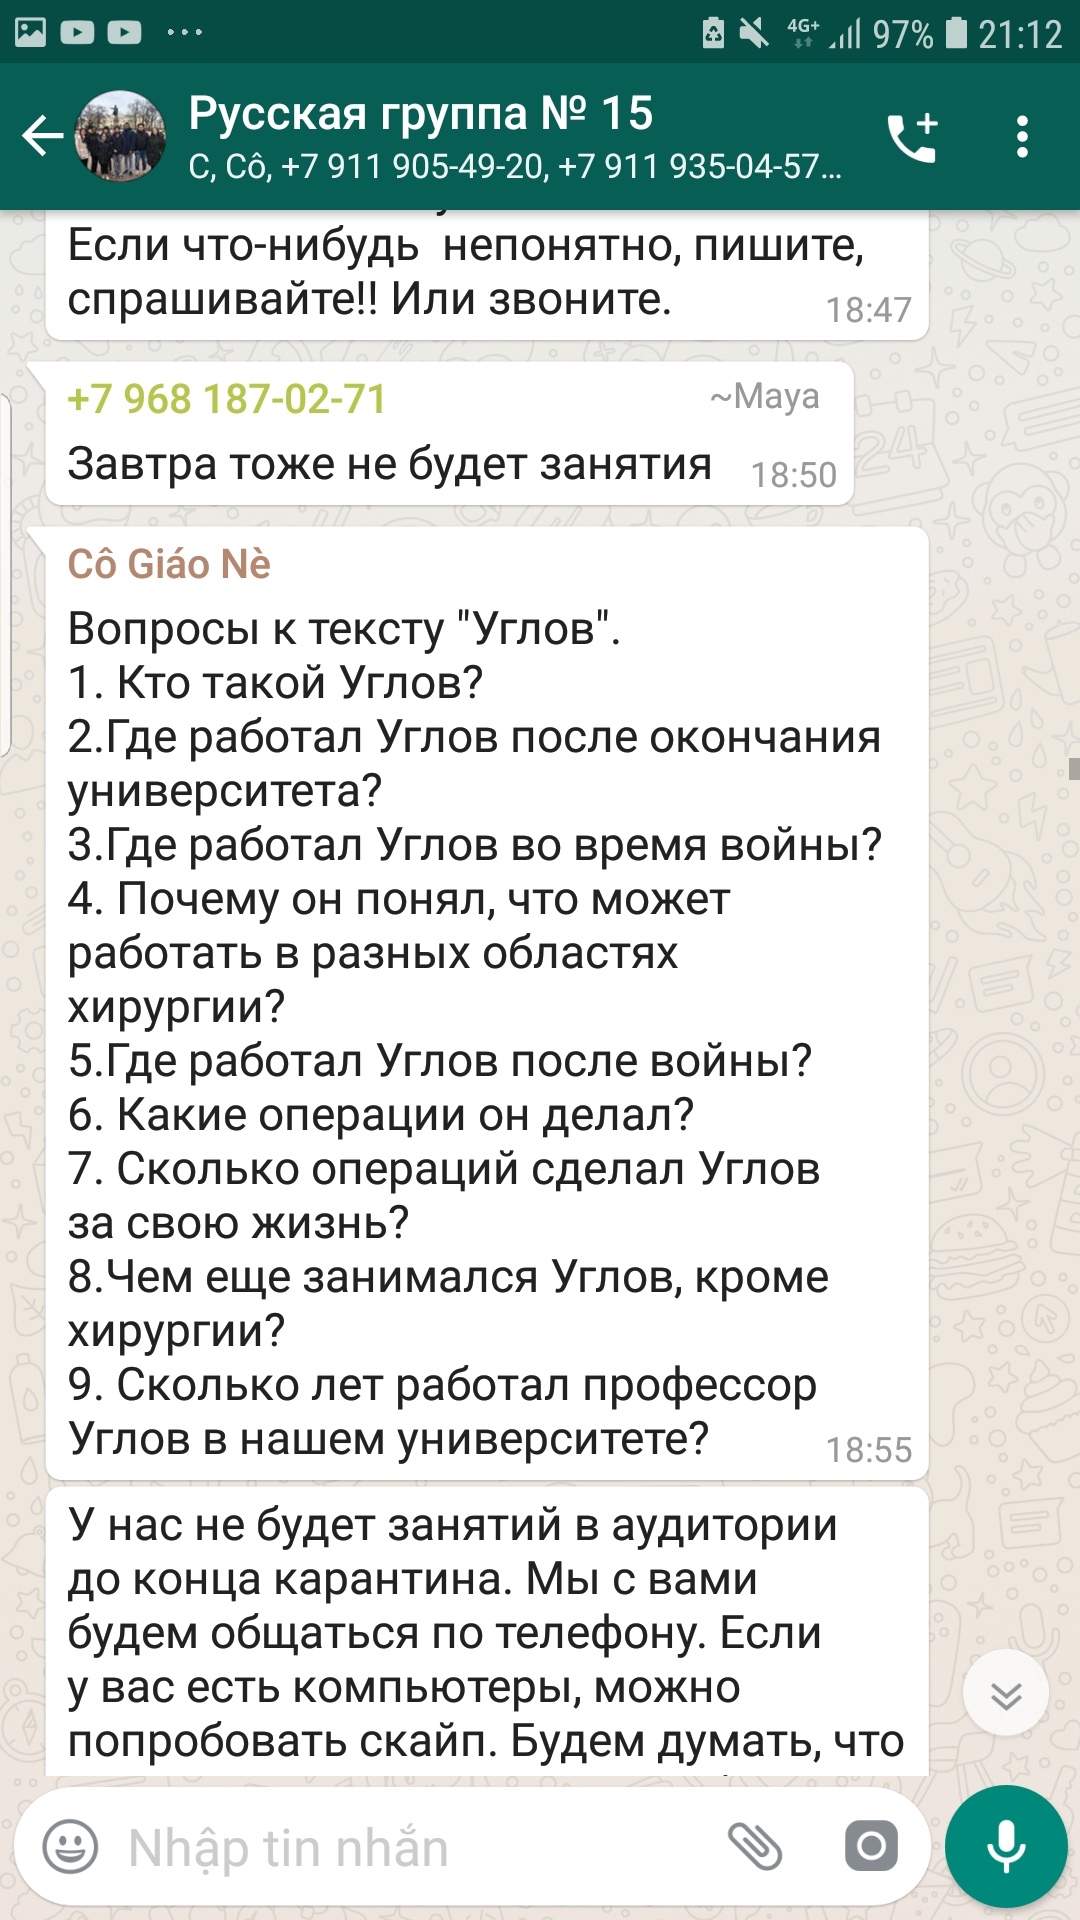 4G+ 97% 21:12
Русская группа № 15
C, Cô, +7 911 905-49-20, +7 911 935-04-57...
Если что-нибудь непонятно, пишите,
спрашивайте!! Или звоните.
18:47
+7 968 187-02-71 ~Maya
Завтра тоже не будет занятия 18:50
Cô Giáo Nè
Вопросы к тексту "Углов".
1. Кто такой Углов?
2.Где работал Углов после окончания
университета?
3.Где работал Углов во время войны?
4. Почему он понял, что может
работать в разных областях
хирургии?
5.Где работал Углов после войны?
6. Какие операции он делал?
7. Сколько операций сделал Углов
за свою жизнь?
8.Чем еще занимался Углов, кроме
хирургии?
9. Сколько лет работал профессор
Углов в нашем университете?
18:55
У нас не будет занятий в аудитории
до конца карантина. Мы с вами
будем общаться по телефону. Если
у вас есть компьютеры, можно
попробовать скайп. Будем думать, что
Nhập tin nhắn